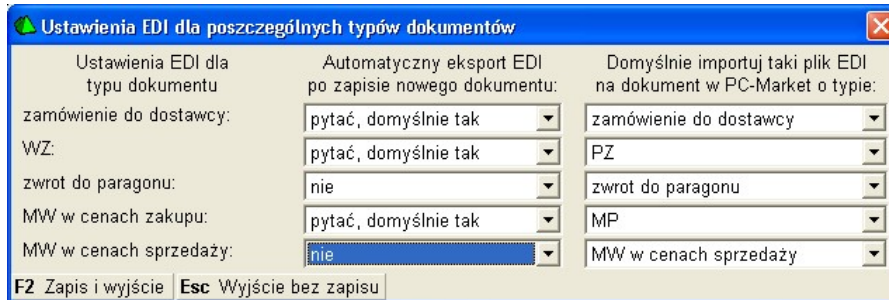 Ustawienia EDI dla poszczególnych typów dokumentów
Ustawienia EDI dla
typu dokumentu
Automatyczny eksport EDI
po zapisie nowego dokumentu:
Domyślnie importuj taki plik EDI
na dokument w PC-Market o typie:
zamówienie do dostawcy: pytać, domyślnie tak zamówienie do dostawcy
WZ: pytać, domyślnie tak PZ
zwrot do paragonu: nie zwrot do paragonu
MW w cenach zakupu: pytać, domyślnie tak MP
MW w cenach sprzedaży: nie MW w cenach sprzedaży
F2 Zapis i wyjście Esc Wyjście bez zapisu